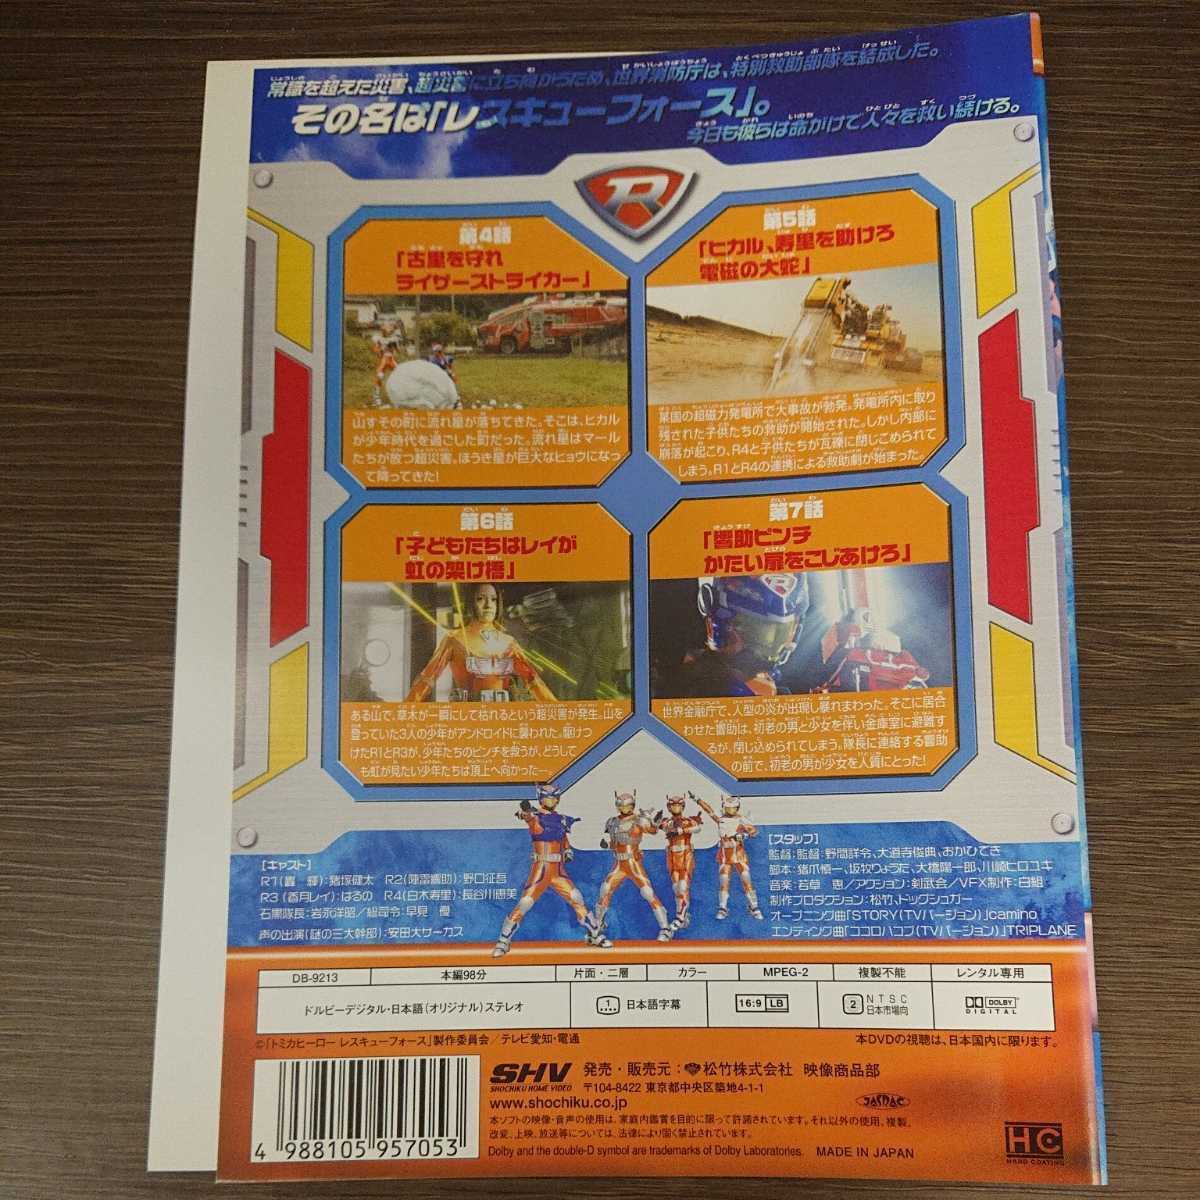 常識を超えた災害、超災害に立ち向かうため、世界消防庁は、特別救助部隊を結成した。
その名は「レスキューフォース」。
今日も彼らは命がけで人々を救い続ける。
R
第4話
「古里を守れ
ライザーストライカー」
山すその町に流れ星が落ちてきた。そこは、ヒカル
が少年時代を過ごした町だった。流れ星はマール
たちが放つ超災害。ほうき星が巨大なヒョウになっ
て降ってきた!
第5話
「ヒカル、寿里を助けろ
電磁の大蛇」
某国の超磁力発電所で大事故が勃発。発電所内に取り
残された子供たちの救助が開始された。しかし内部で
崩落が起こり、R4と子供たちが瓦礫に閉じこめられて
しまう。R1とR4の連携による救助劇が始まった。
第6話
「子どもたちはレイが
虹の架け橋」
ある山で、草木が一瞬にして枯れるという超災害が発生。山を
登っていた3人の少年がアンドロイドに襲われた。駆けつ
けたR1とR3が、少年たちのピンチを救うが、どうして
も虹が見たい少年たちは頂上へ向かった―。
第7話
「響助ピンチ
かたい扉をこじあけろ」
世界金融庁で、人型の炎が出現し暴れまわった。そこに居合
わせた響助は、初老の男と少女を伴い金庫室に避難す
るが、閉じ込められてしまう。隊長に連絡する響助
の前で、初老の男が少女を人質にとった!
[キャスト]
R1(轟 輝):猪塚健太 R2(陣雷響助):野口征吾
R3(蒼月レイ):はるの R4(白木寿里):長谷川恵美
石黒隊長:岩永洋昭/総司令:早見 優
声の出演(謎の三大幹部):安田大サーカス
[スタッフ]
監督:監督:野間詳令、大道寺俊典、おかひでき
脚本:猪爪慎一、坂牧りょうた、大橋陽一郎、川崎ヒロユキ
音楽:若草 恵/アクション:剣武会/VFX制作:日組
制作プロダクション:松竹、ドッグシュガー
オープニング曲「STORY(TVバージョン)」camino
エンディング曲「ココロハコブ(TVバージョン)」TRIPLANE
DB-9213 本編98分 片面・二層 カラー MPEG-2 複製不能 レンタル専用
ドルビーデジタル・日本語(オリジナル)ステレオ 1 日本語字幕 16:9 LB 2 NTSC 日本市場向 DOLBY DIGITAL
©「トミカヒーロー レスキューフォース」製作委員会/テレビ愛知・電通
本DVDの視聴は、日本国内に限ります。
SHV
SHOCHIKU HOME VIDEO
発売・販売元:松竹株式会社 映像商品部
〒104-8422 東京都中央区築地4-1-1
www.shochiku.co.jp
JASRAC
本ソフトの映像・音声の使用は、家庭内鑑賞を目的に限って許諾されています。それ以外の使用、複製、
改変、上映、放送等については、法律により固く禁止されています。
Dolby and the double-D symbol are trademarks of Dolby Laboratories. MADE IN JAPAN
HC
HARD COATING
4 988105 957053